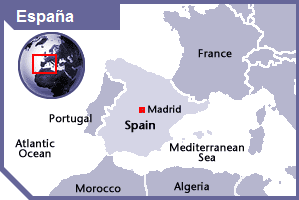 España
France
Madrid
Portugal
Spain
Atlantic
Ocean
Mediterranean
Sea
Morocco
Algeria